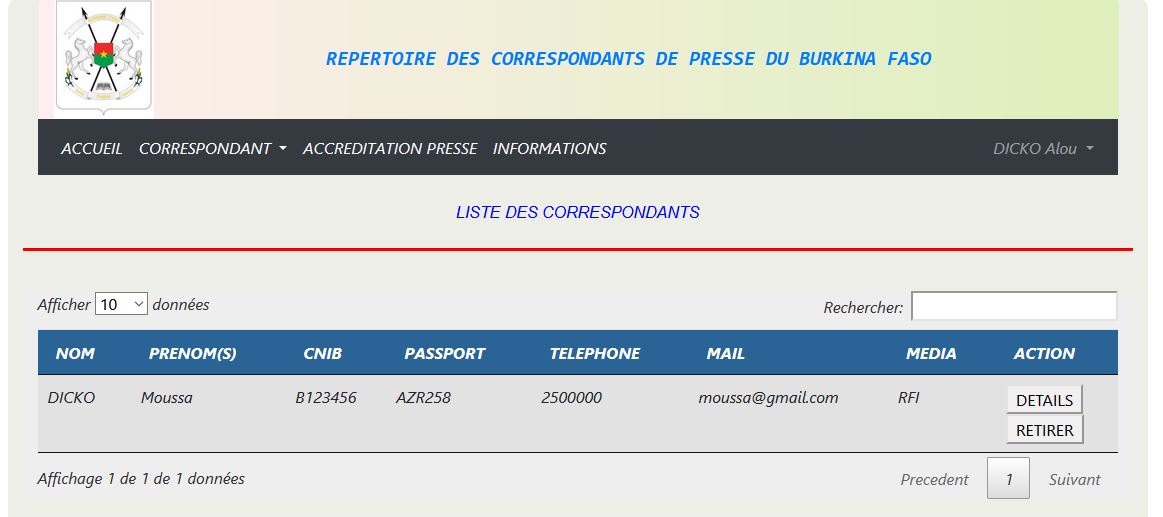 REPERTOIRE DES CORRESPONDANTS DE PRESSE DU BURKINA FASO
ACCUEIL CORRESPONDANT ACCREDITATION PRESSE INFORMATIONS DICKO Alou
LISTE DES CORRESPONDANTS
Afficher 10 données Rechercher:
NOM PRENOM(S) CNIB PASSPORT TELEPHONE MAIL MEDIA ACTION
DICKO Moussa B123456 AZR258 2500000 moussa@gmail.com RFI DETAILS
RETIRER
Affichage 1 de 1 de 1 données Precedent 1 Suivant